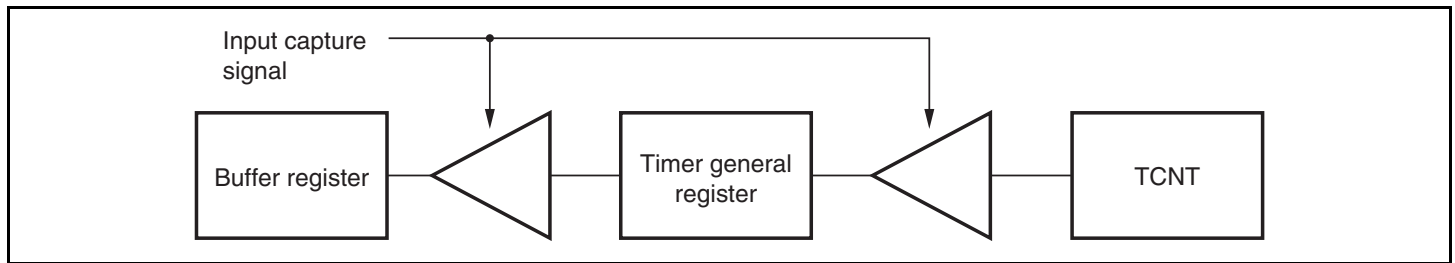 Input capture
signal
Buffer register
Timer general
register
TCNT